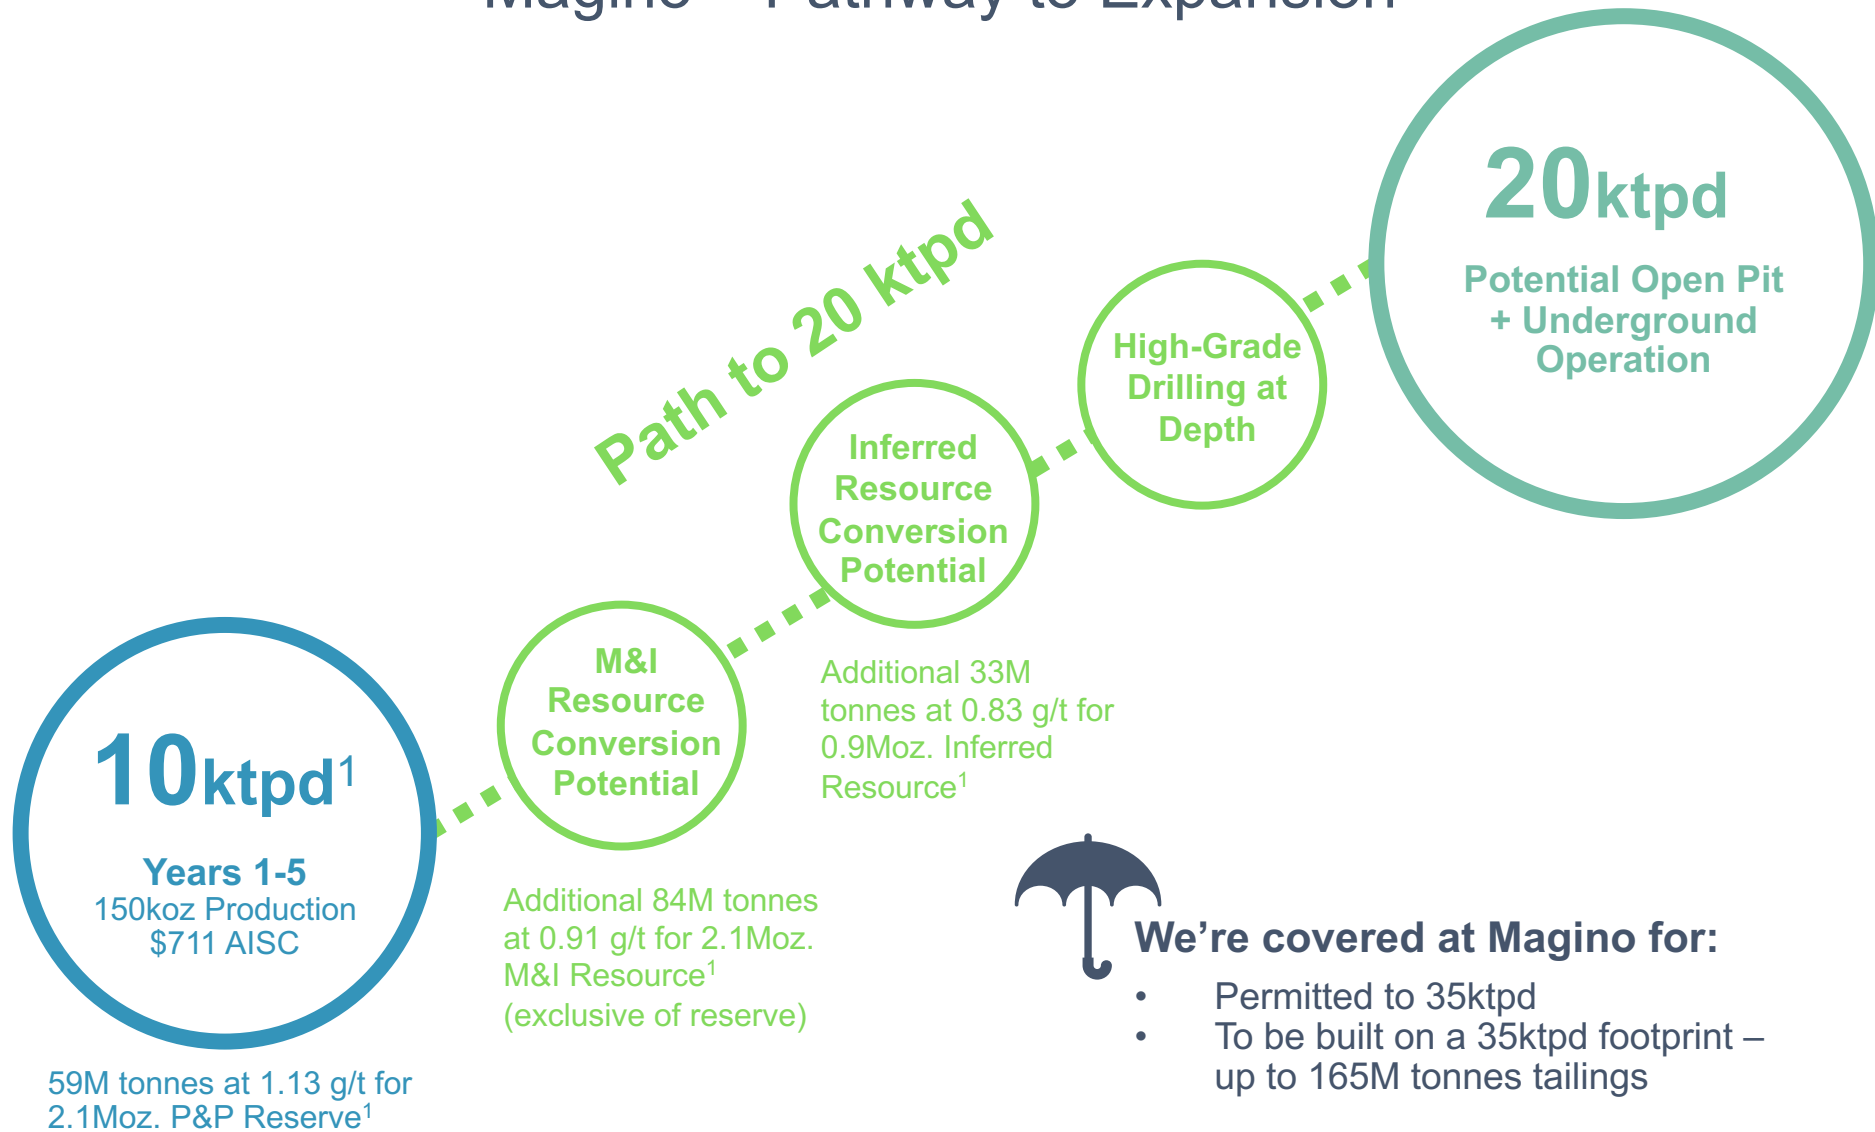 Magino – Pathway to Expansion
20ktpd
Potential Open Pit
+ Underground
Operation
Path to 20 ktpd
High-Grade
Drilling at
Depth
Inferred
Resource
Conversion
Potential
Additional 33M
tonnes at 0.83 g/t for
0.9Moz. Inferred
Resource¹
M&I
Resource
Conversion
Potential
Additional 84M tonnes
at 0.91 g/t for 2.1Moz.
M&I Resource¹
(exclusive of reserve)
10ktpd¹
Years 1-5
150koz Production
$711 AISC
59M tonnes at 1.13 g/t for
2.1Moz. P&P Reserve¹
We’re covered at Magino for:
• Permitted to 35ktpd
• To be built on a 35ktpd footprint –
up to 165M tonnes tailings